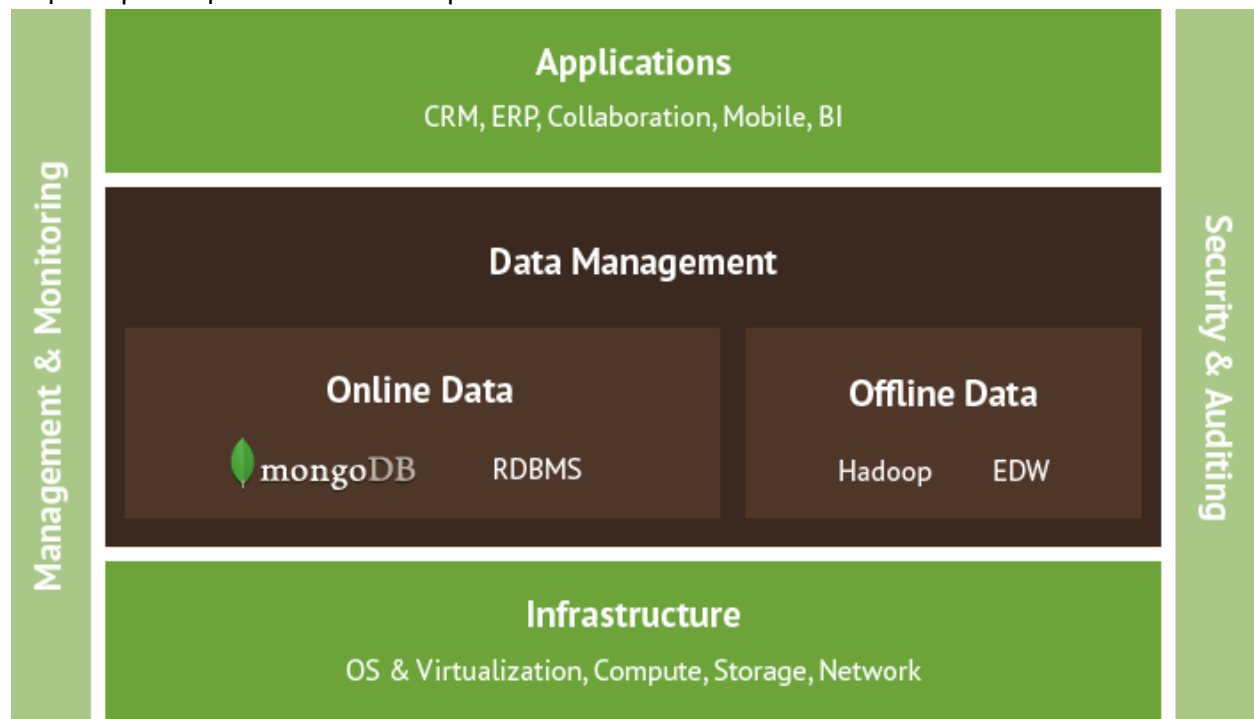 Applications
CRM, ERP, Collaboration, Mobile, BI
Management & Monitoring
Data Management
Online Data
mongoDB
RDBMS
Offline Data
Hadoop
EDW
Security & Auditing
Infrastructure
OS & Virtualization, Compute, Storage, Network